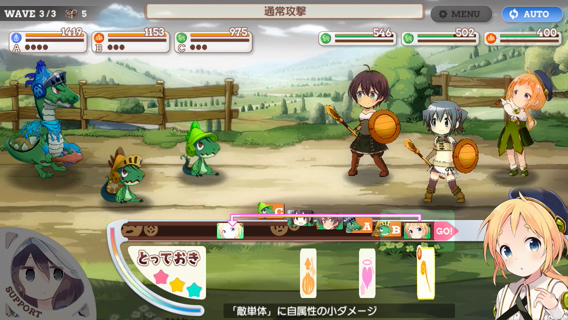 WAVE 3/3 5
通常攻撃
MENU
AUTO
1419
A
1153
B
975
C
546
502
400
C
A
B
GO!
とっておき
SUPPORT
「敵単体」に自属性の小ダメージ